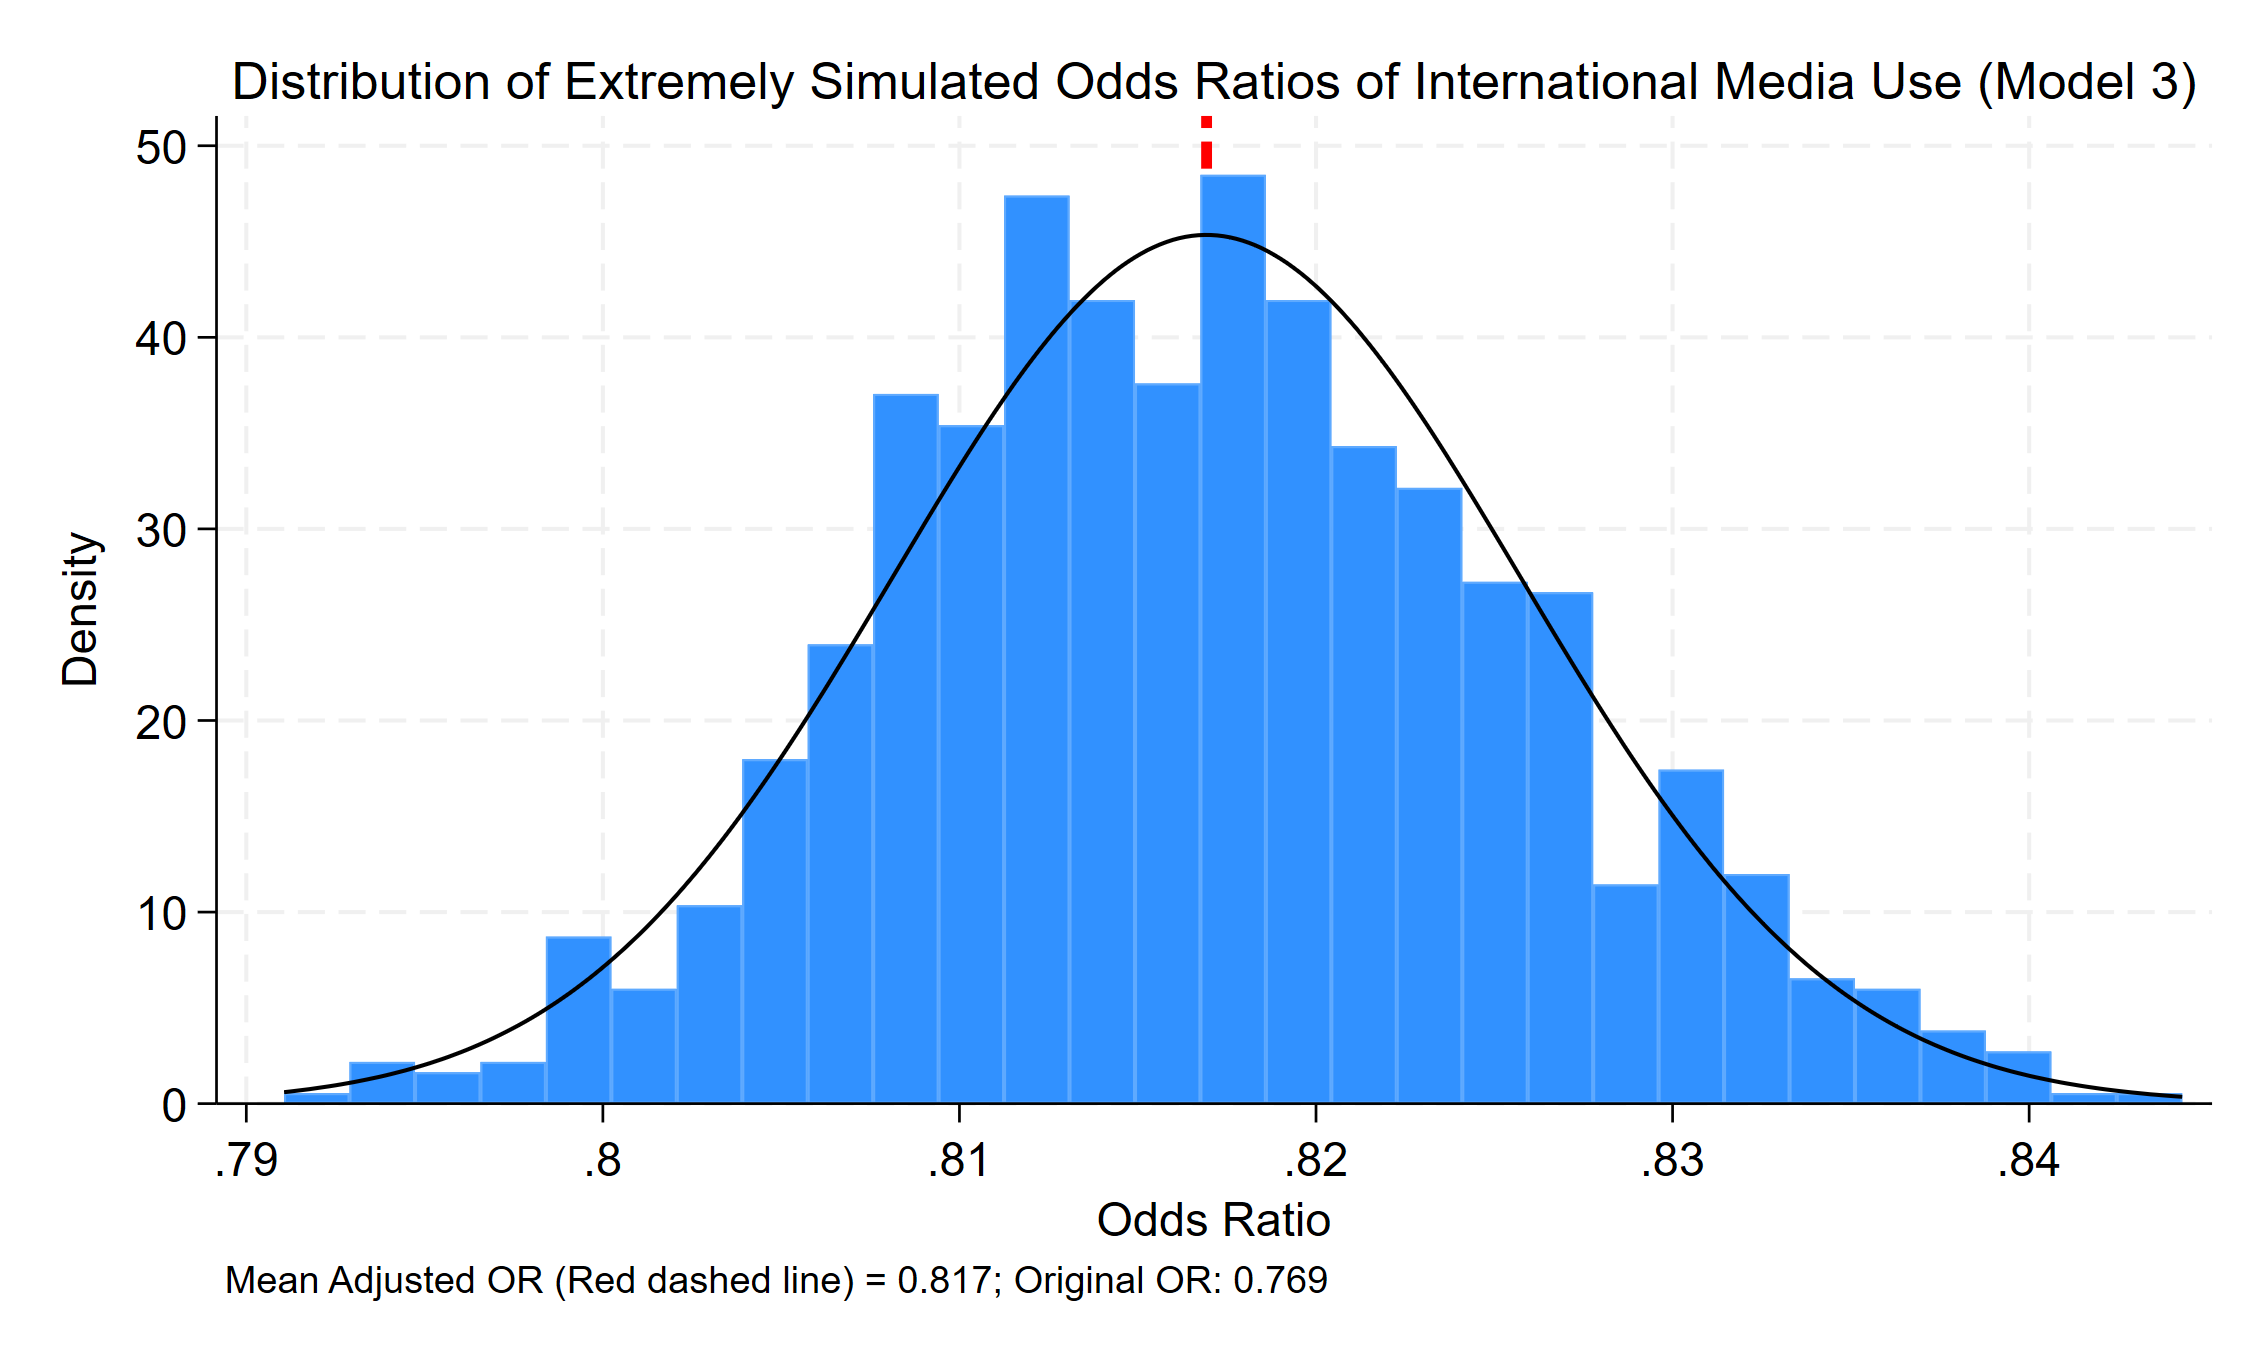 Distribution of Extremely Simulated Odds Ratios of International Media Use (Model 3)
50
40
30
20
10
0
Density
.79 .8 .81 .82 .83 .84
Odds Ratio
Mean Adjusted OR (Red dashed line) = 0.817; Original OR: 0.769